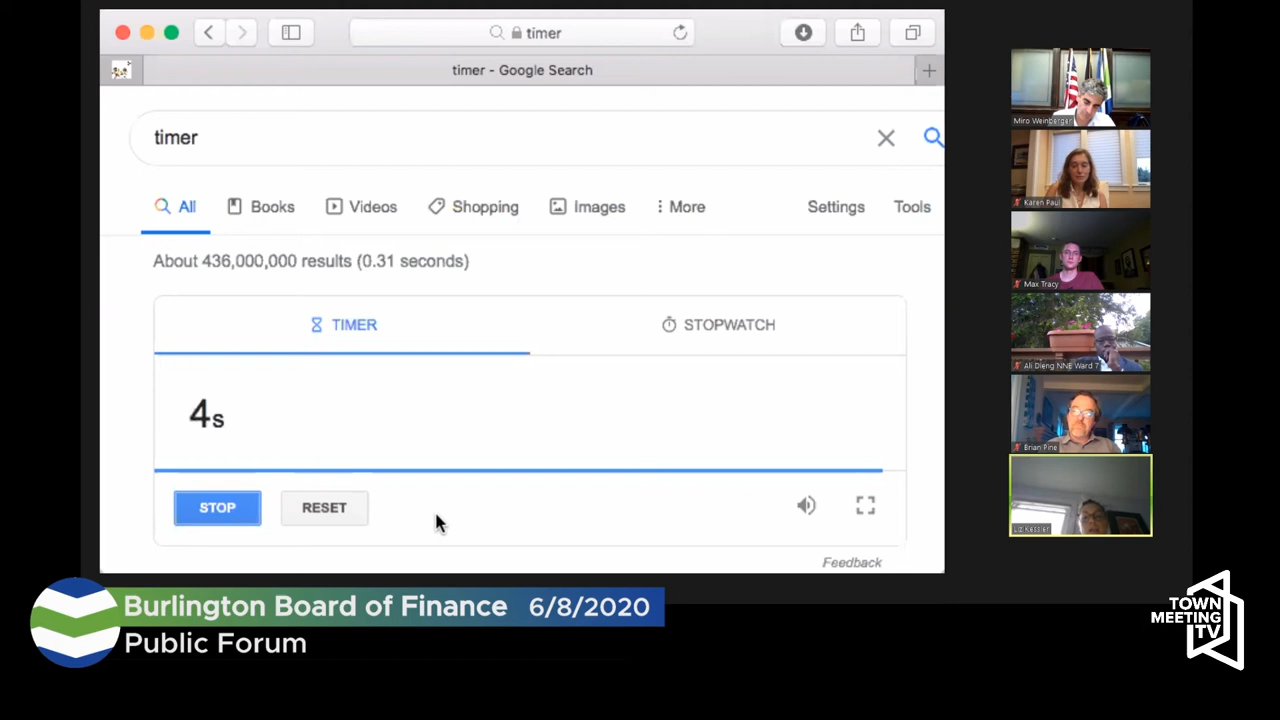 timer
timer - Google Search
timer
All
Books
Videos
Shopping
Images
More
Settings
Tools
About 436,000,000 results (0.31 seconds)
TIMER
STOPWATCH
4s
STOP
RESET
Feedback
Miro Weinberger
Karen Paul
Max Tracy
Ali Dieng NNE Ward 7
Brian Pine
Liz Kessler
Burlington Board of Finance 6/8/2020
Public Forum
TOWN
MEETING
TV